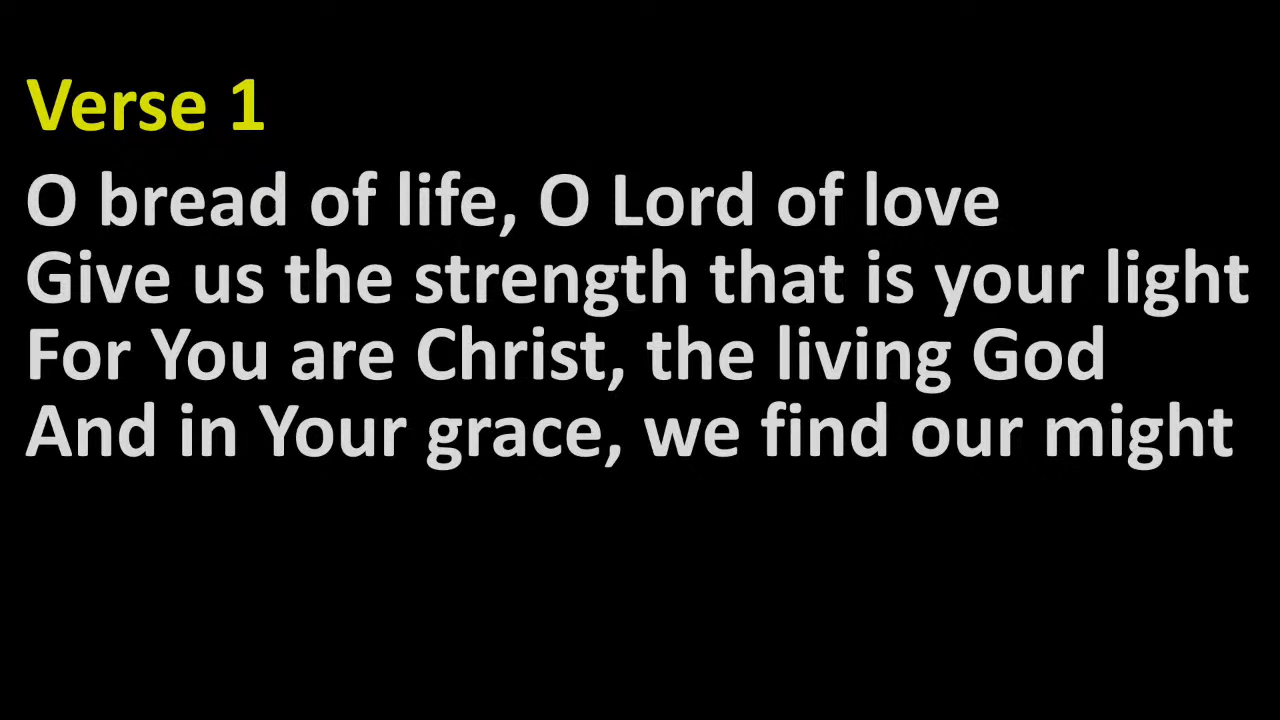 Verse 1
O bread of life, O Lord of love
Give us the strength that is your light
For You are Christ, the living God
And in Your grace, we find our might